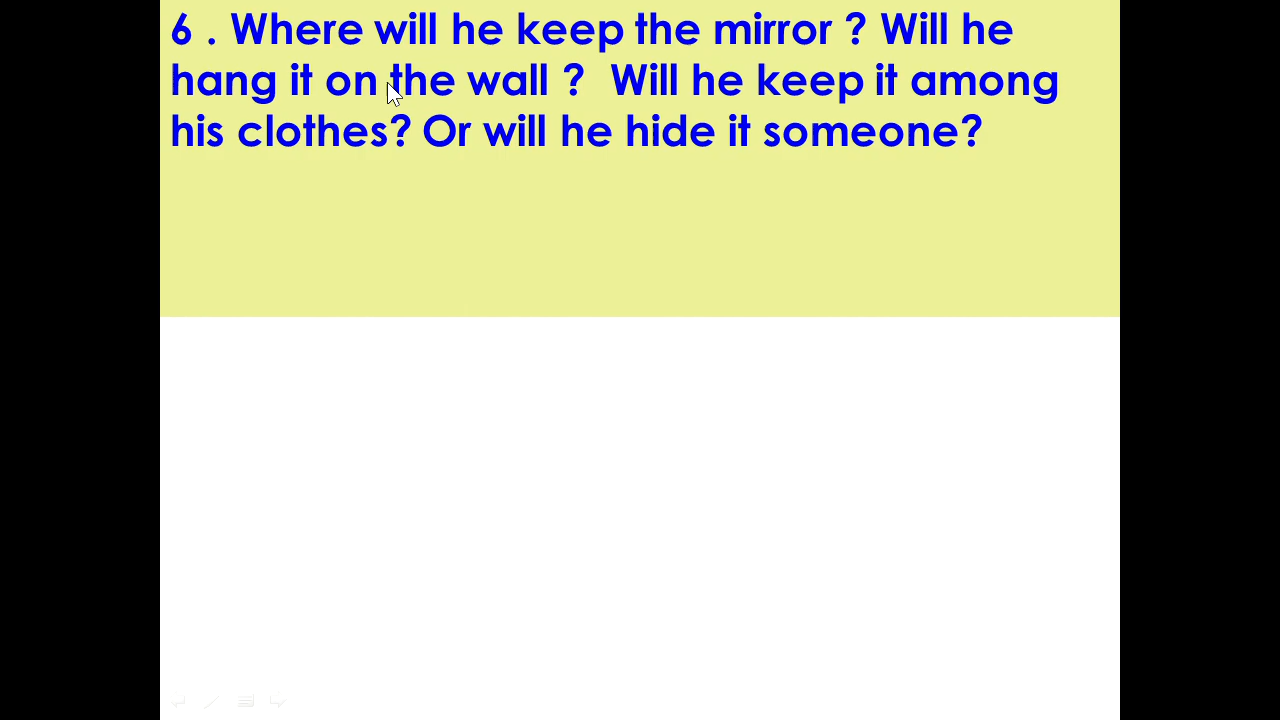 6 . Where will he keep the mirror ? Will he
hang it on the wall ?  Will he keep it among
his clothes? Or will he hide it someone?